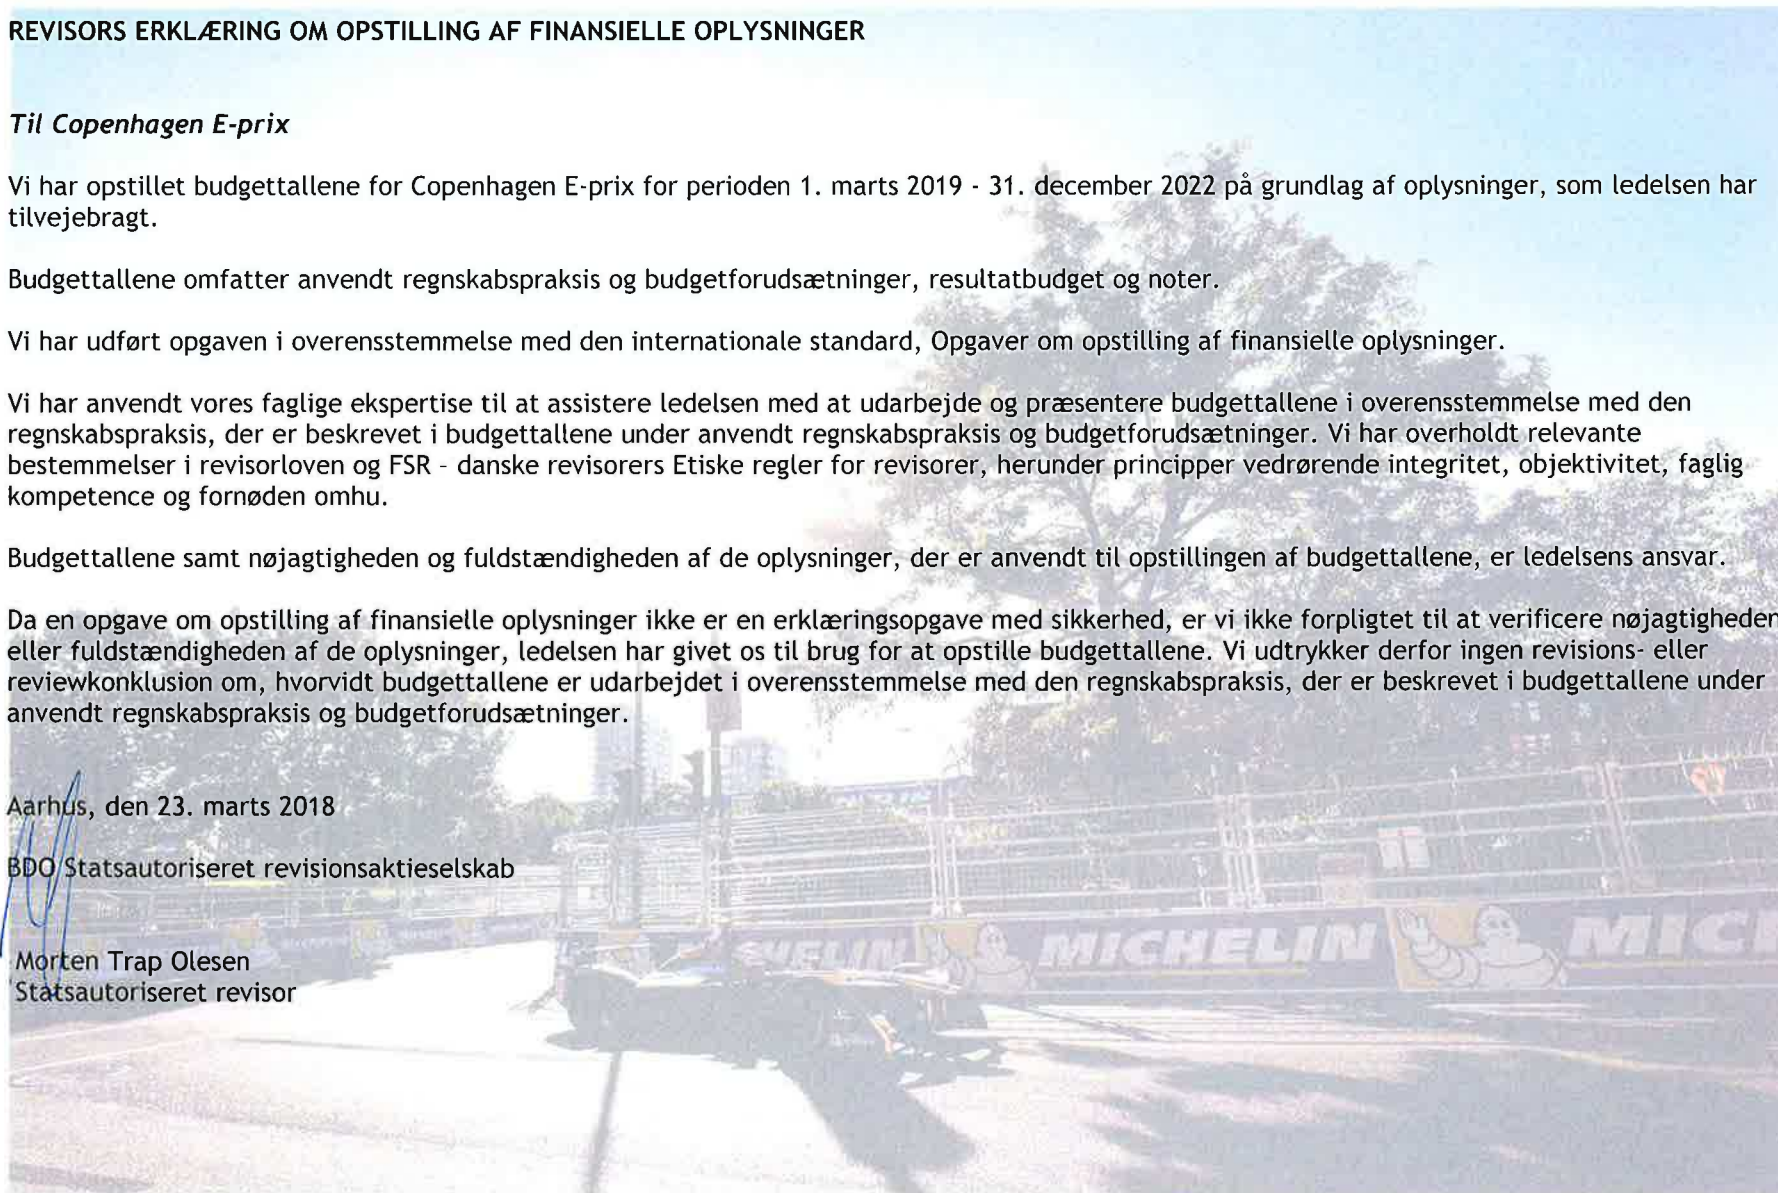 REVISORS ERKLÆRING OM OPSTILLING AF FINANSIELLE OPLYSNINGER
Til Copenhagen E-prix
Vi har opstillet budgettallene for Copenhagen E-prix for perioden 1. marts 2019 - 31. december 2022 på grundlag af oplysninger, som ledelsen har
tilvejebragt.
Budgettallene omfatter anvendt regnskabspraksis og budgetforudsætninger, resultatbudget og noter.
Vi har udført opgaven i overensstemmelse med den internationale standard, Opgaver om opstilling af finansielle oplysninger.
Vi har anvendt vores faglige ekspertise til at assistere ledelsen med at udarbejde og præsentere budgettallene i overensstemmelse med den
regnskabspraksis, der er beskrevet i budgettallene under anvendt regnskabspraksis og budgetforudsætninger. Vi har overholdt relevante
bestemmelser i revisorloven og FSR - danske revisorers Etiske regler for revisorer, herunder principper vedrørende integritet, objektivitet, faglig
kompetence og fornøden omhu.
Budgettallene samt nøjagtigheden og fuldstændigheden af de oplysninger, der er anvendt til opstillingen af budgettallene, er ledelsens ansvar.
Da en opgave om opstilling af finansielle oplysninger ikke er en erklæringsopgave med sikkerhed, er vi ikke forpligtet til at verificere nøjagtigheden
eller fuldstændigheden af de oplysninger, ledelsen har givet os til brug for at opstille budgettallene. Vi udtrykker derfor ingen revisions- eller
reviewkonklusion om, hvorvidt budgettallene er udarbejdet i overensstemmelse med den regnskabspraksis, der er beskrevet i budgettallene under
anvendt regnskabspraksis og budgetforudsætninger.
Aarhus, den 23. marts 2018
BDO Statsautoriseret revisionsaktieselskab
Morten Trap Olesen
Statsautoriseret revisor
MICHELIN
MICHELIN
MICH